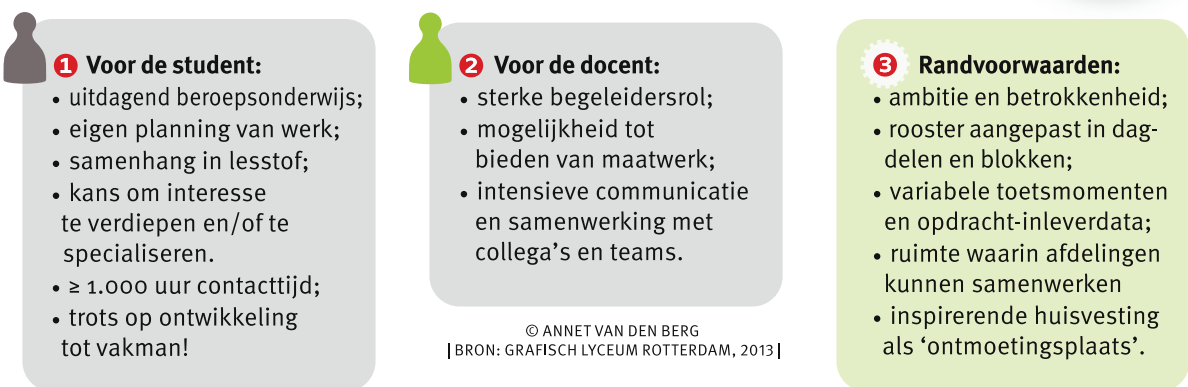 1 Voor de student:
• uitdagend beroepsonderwijs;
• eigen planning van werk;
• samenhang in lesstof;
• kans om interesse
te verdiepen en/of te
specialiseren.
• ≥ 1.000 uur contacttijd;
• trots op ontwikkeling
tot vakman!
2 Voor de docent:
• sterke begeleidersrol;
• mogelijkheid tot
bieden van maatwerk;
• intensieve communicatie
en samenwerking met
collega's en teams.
© ANNET VAN DEN BERG
| BRON: GRAFISCH LYCEUM ROTTERDAM, 2013 |
3 Randvoorwaarden:
• ambitie en betrokkenheid;
• rooster aangepast in dag-
delen en blokken;
• variabele toetsmomenten
en opdracht-inleverdata;
• ruimte waarin afdelingen
kunnen samenwerken
• inspirerende huisvesting
als ‘ontmoetingsplaats’.